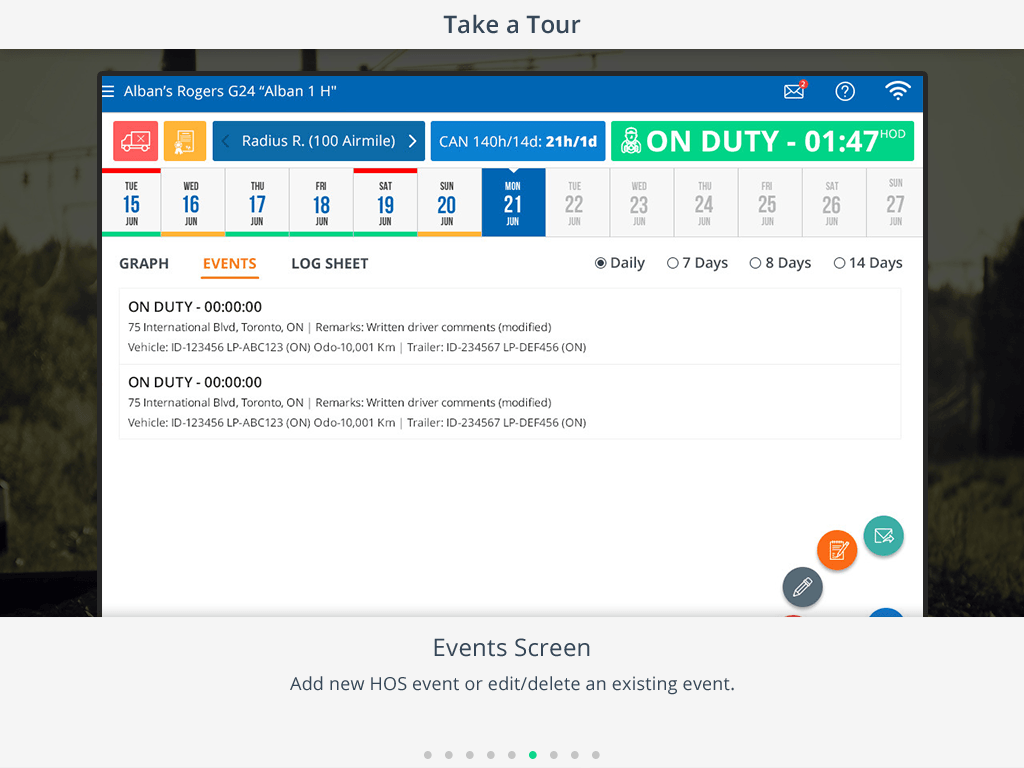 Take a Tour
Alban’s Rogers G24 “Alban 1 H"
2
Radius R. (100 Airmile)
CAN 140h/14d: 21h/1d
ON DUTY - 01:47 HOD
TUE 15 JUN
WED 16 JUN
THU 17 JUN
FRI 18 JUN
SAT 19 JUN
SUN 20 JUN
MON 21 JUN
TUE 22 JUN
WED 23 JUN
THU 24 JUN
FRI 25 JUN
SAT 26 JUN
SUN 27 JUN
GRAPH EVENTS LOG SHEET
Daily 7 Days 8 Days 14 Days
ON DUTY - 00:00:00
75 International Blvd, Toronto, ON | Remarks: Written driver comments (modified)
Vehicle: ID-123456 LP-ABC123 (ON) Odo-10,001 Km | Trailer: ID-234567 LP-DEF456 (ON)
ON DUTY - 00:00:00
75 International Blvd, Toronto, ON | Remarks: Written driver comments (modified)
Vehicle: ID-123456 LP-ABC123 (ON) Odo-10,001 Km | Trailer: ID-234567 LP-DEF456 (ON)
Events Screen
Add new HOS event or edit/delete an existing event.